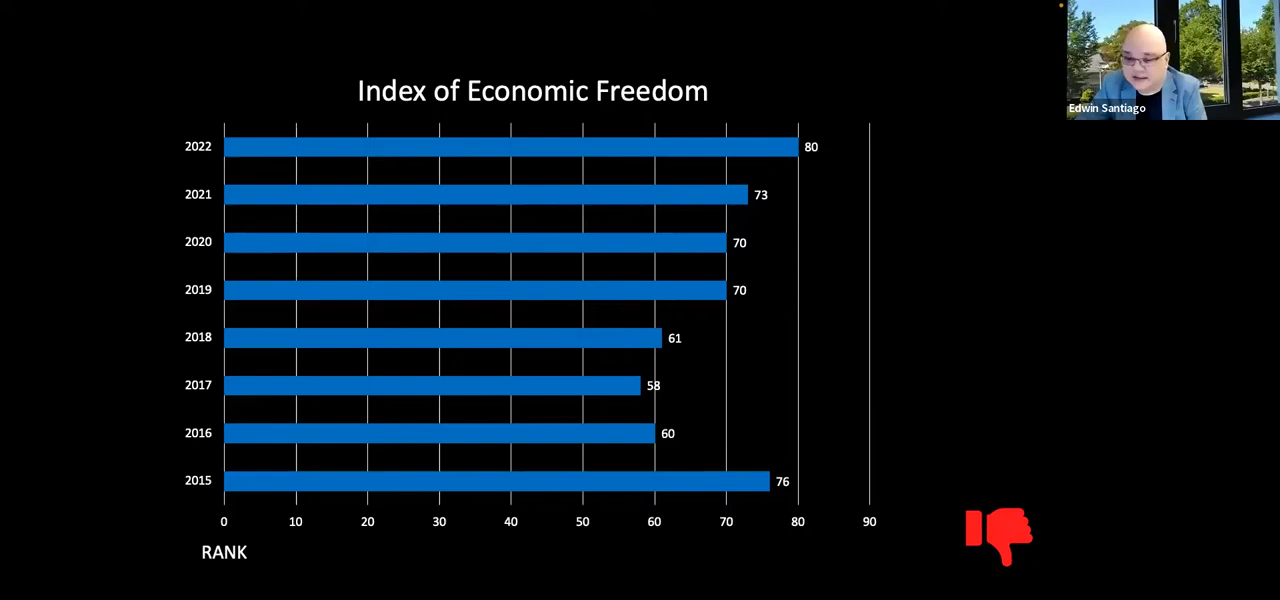 Index of Economic Freedom
Edwin Santiago
2022 80
2021 73
2020 70
2019 70
2018 61
2017 58
2016 60
2015 76
0 10 20 30 40 50 60 70 80 90
RANK